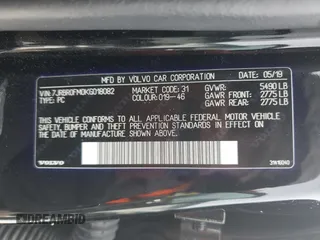 MFD. BY VOLVO CAR CORPORATION
DATE: 05/19
VIN: 7JRBR0FM0KG018082
MARKET CODE: 31
GVWR: 5490 LB
TYPE: PC
COLOUR: 019-46
GAWR FRONT: 2775 LB
GAWR REAR: 2775 LB
THIS VEHICLE CONFORMS TO ALL APPLICABLE FEDERAL MOTOR VEHICLE
SAFETY, BUMPER AND THEFT PREVENTION STANDARDS IN EFFECT ON THE
DATE OF MANUFACTURE SHOWN ABOVE.
VOLVO
DREAMBID